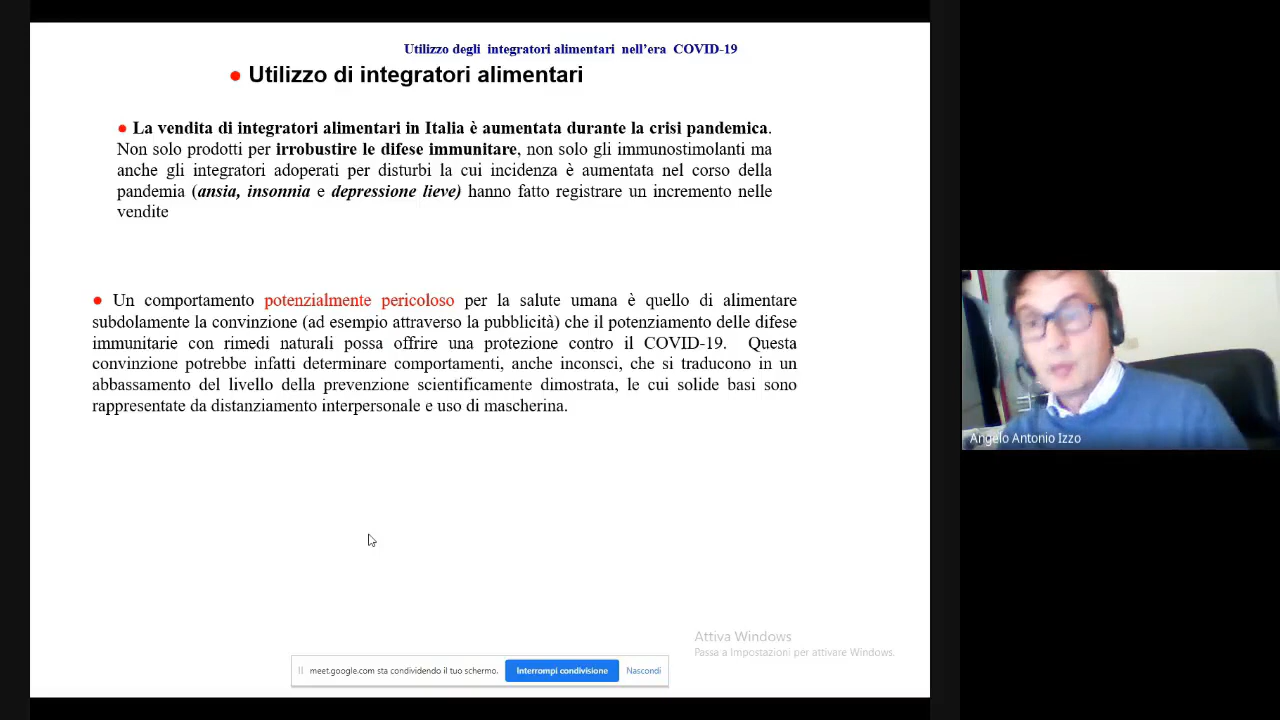 Utilizzo degli integratori alimentari nell'era COVID-19
● Utilizzo di integratori alimentari
● La vendita di integratori alimentari in Italia è aumentata durante la crisi pandemica.
Non solo prodotti per irrobustire le difese immunitare, non solo gli immunostimolanti ma
anche gli integratori adoperati per disturbi la cui incidenza è aumentata nel corso della
pandemia (ansia, insonnia e depressione lieve) hanno fatto registrare un incremento nelle
vendite
● Un comportamento potenzialmente pericoloso per la salute umana è quello di alimentare
subdolamente la convinzione (ad esempio attraverso la pubblicità) che il potenziamento delle difese
immunitarie con rimedi naturali possa offrire una protezione contro il COVID-19. Questa
convinzione potrebbe infatti determinare comportamenti, anche inconsci, che si traducono in un
abbassamento del livello della prevenzione scientificamente dimostrata, le cui solide basi sono
rappresentate da distanziamento interpersonale e uso di mascherina.
Angelo Antonio Izzo
Attiva Windows
Passa a Impostazioni per attivare Windows.
meet.google.com sta condividendo il tuo schermo. Interrompi condivisione Nascondi